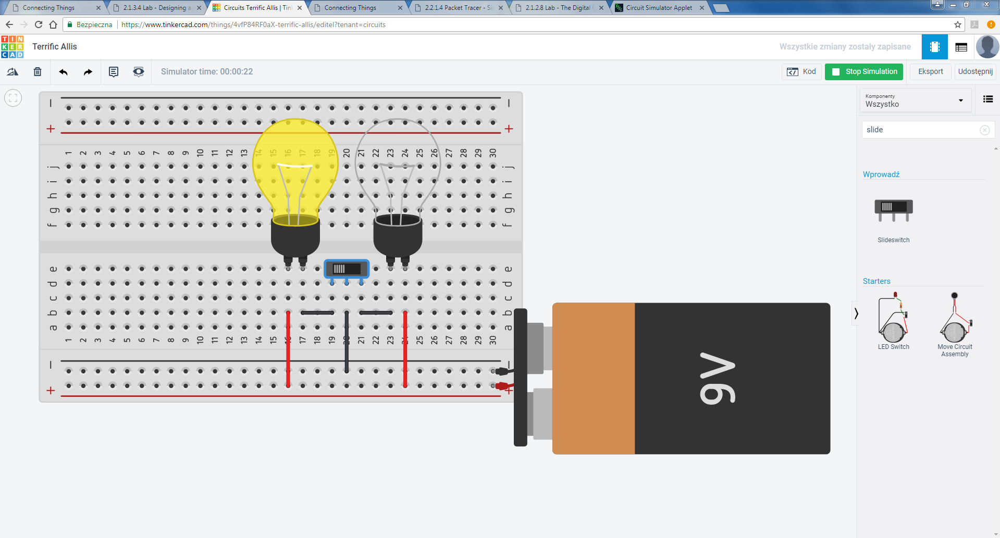 Connecting Things
2.1.3.4 Lab - Designing a
Circuits Terrific Allis | Tin
Connecting Things
2.2.1.4 Packet Tracer - Si
2.1.2.8 Lab - The Digital
Circuit Simulator Applet
Bezpieczna
https://www.tinkercad.com/things/4vfP84RF0aX-terrific-allis/editel?tenant=circuits
TIN
KER
CAD
Terrific Allis
Wszystkie zmiany zostały zapisane
Simulator time: 00:00:22
Kod
Stop Simulation
Eksport
Udostępnij
Komponenty
Wszystko
slide
Wprowadź
Slideswitch
Starters
LED Switch
Move Circuit
Assembly
1 2 3 4 5 6 7 8 9 10 11 12 13 14 15 16 17 18 19 20 21 22 23 24 25 26 27 28 29 30
j j
i i
h h
g g
f f
e e
d d
c c
b b
a a
1 2 3 4 5 6 7 8 9 10 11 12 13 14 15 17 18 19 21 22 23 25 26 27 28 29 30
9V